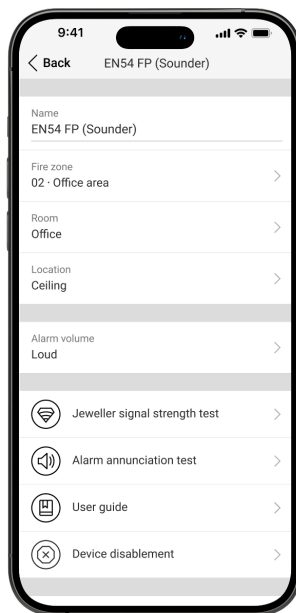 9:41
Back EN54 FP (Sounder)
Name
EN54 FP (Sounder)
Fire zone
02 · Office area
Room
Office
Location
Ceiling
Alarm volume
Loud
Jeweller signal strength test
Alarm annunciation test
User guide
Device disablement